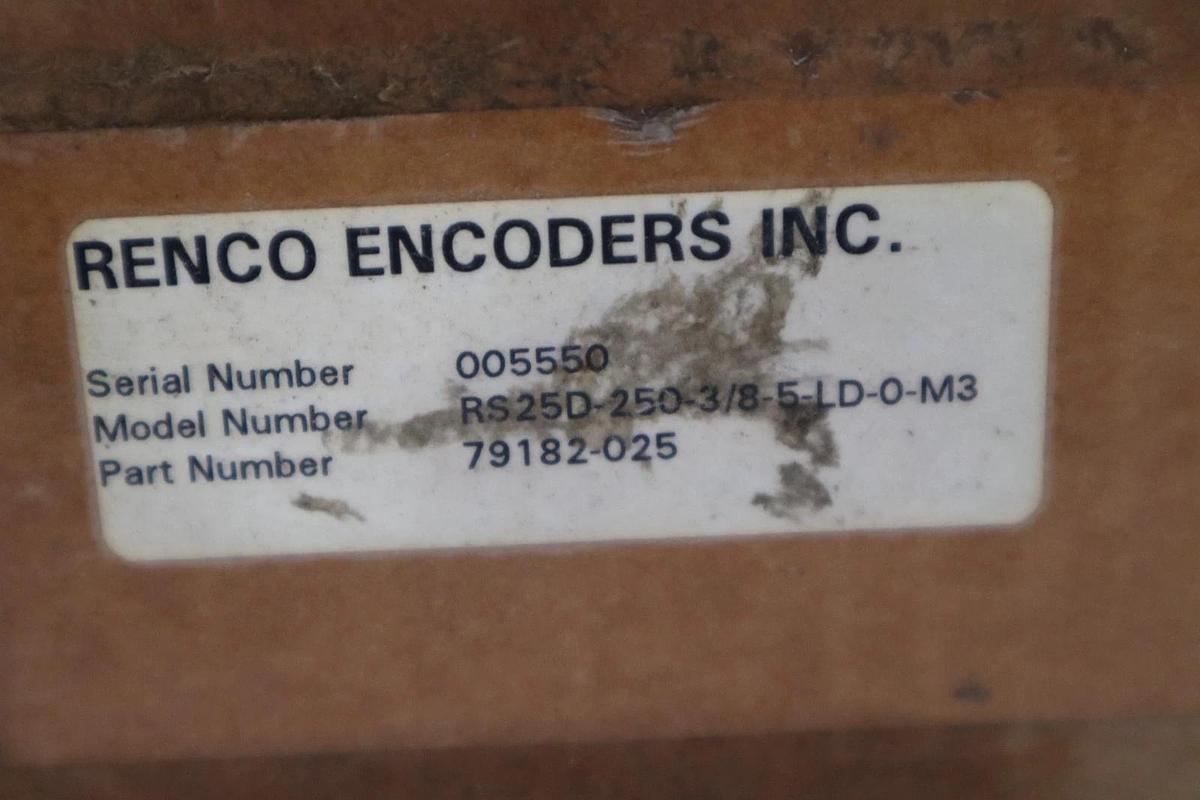 RENCO ENCODERS INC.
Serial Number 005550
Model Number RS25D-250-3/8-5-LD-0-M3
Part Number 79182-025